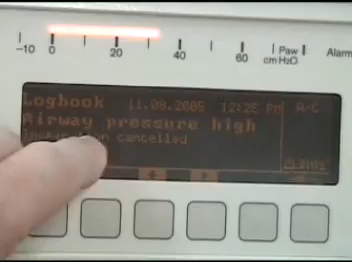 -10 0 20 40 60 Paw Alarm
cmH2O
Logbook 11.08.2005 12:25 PM A/C
Airway pressure high
cancelled